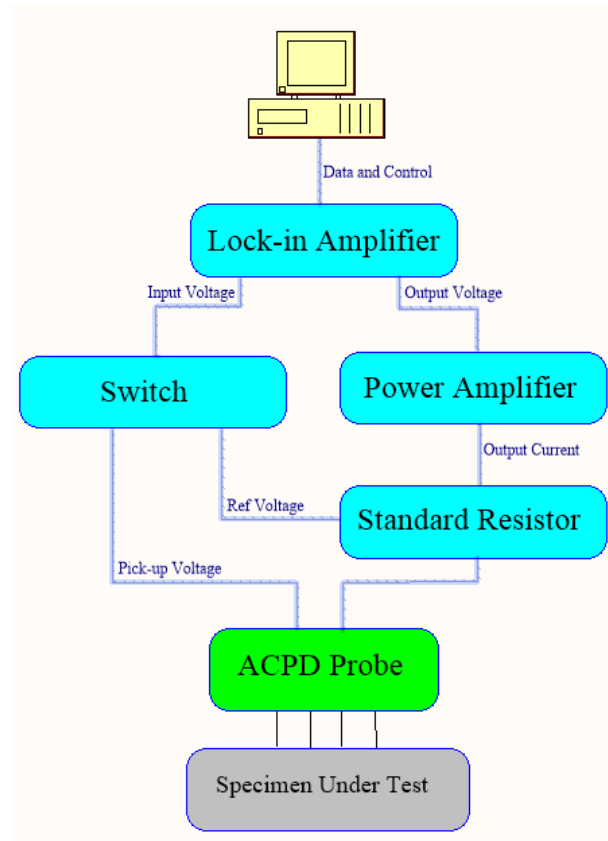 Data and Control
Lock-in Amplifier
Input Voltage
Output Voltage
Switch
Power Amplifier
Output Current
Ref Voltage
Standard Resistor
Pick-up Voltage
ACPD Probe
Specimen Under Test